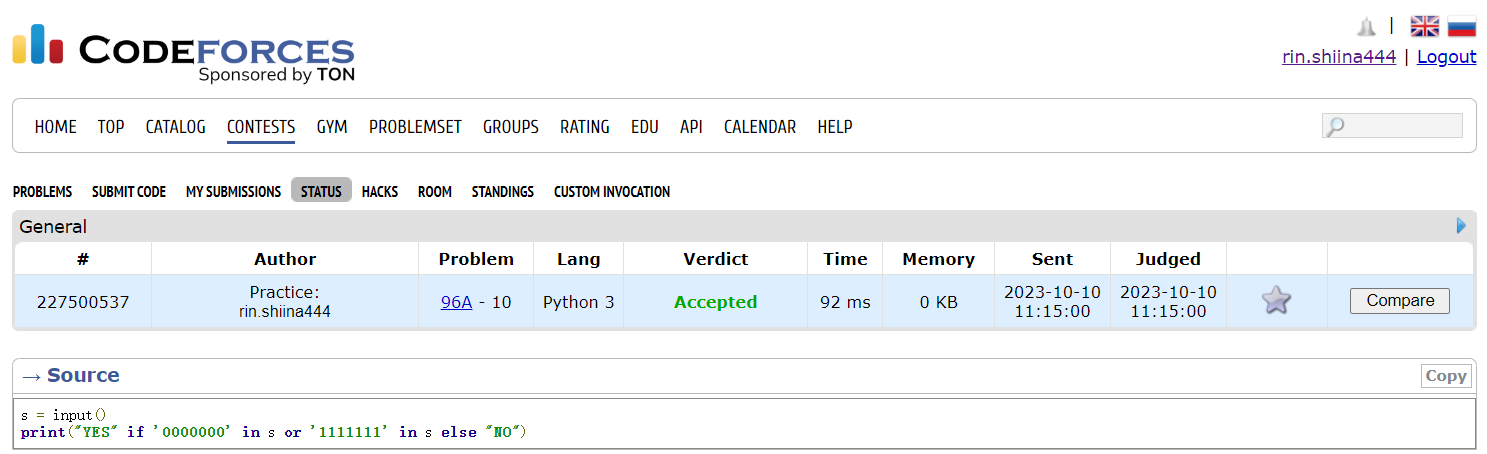 |
CODEFORCES
Sponsored by TON
rin.shiina444 | Logout
HOME TOP CATALOG CONTESTS GYM PROBLEMSET GROUPS RATING EDU API CALENDAR HELP
PROBLEMS SUBMIT CODE MY SUBMISSIONS STATUS HACKS ROOM STANDINGS CUSTOM INVOCATION
General
# Author Problem Lang Verdict Time Memory Sent Judged
227500537 Practice: rin.shiina444 96A - 10 Python 3 Accepted 92 ms 0 KB 2023-10-10 11:15:00 2023-10-10 11:15:00 Compare
→ Source Copy
s = input()
print("YES" if '0000000' in s or '1111111' in s else "NO")